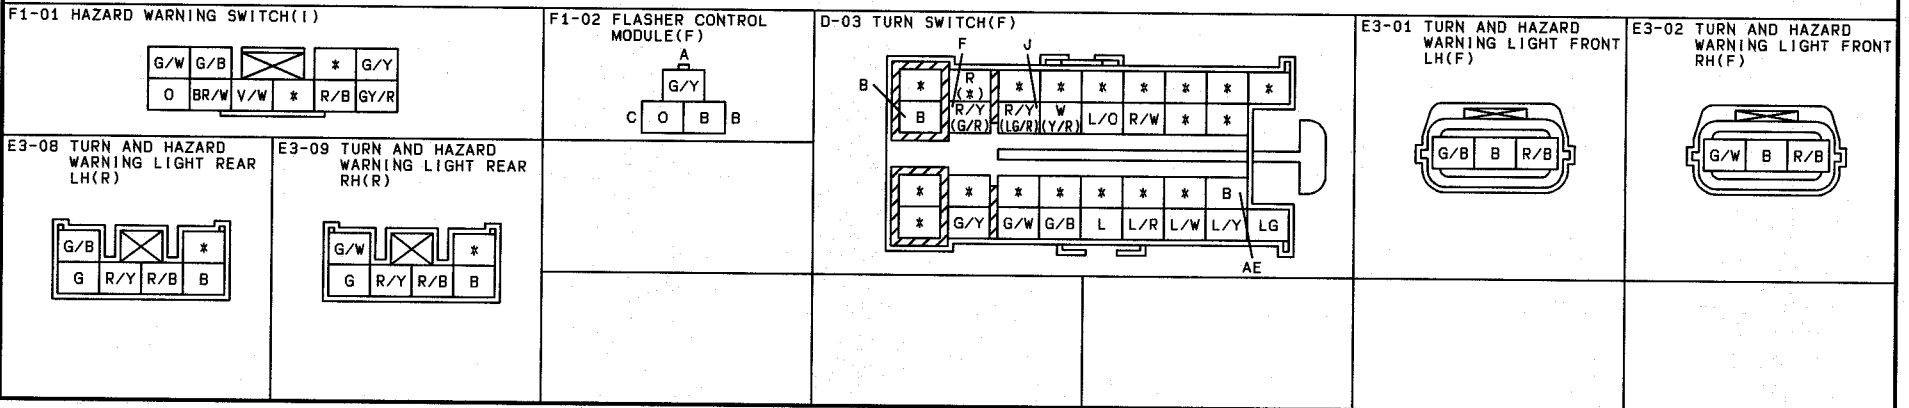 F1-01 HAZARD WARNING SWITCH(I)
G/W G/B * G/Y
O BR/W V/W * R/B GY/R
F1-02 FLASHER CONTROL
MODULE(F)
A
G/Y
C O B B
D-03 TURN SWITCH(F)
F J
* R * * * * * * *
(*)
B
B R/Y R/Y W L/O R/W * *
(G/R) (LG/R) (Y/R)
* * * * * * * B
* G/Y G/W G/B L L/R L/W L/Y LG
AE
E3-01 TURN AND HAZARD
WARNING LIGHT FRONT
LH(F)
G/B B R/B
E3-02 TURN AND HAZARD
WARNING LIGHT FRONT
RH(F)
G/W B R/B
E3-08 TURN AND HAZARD
WARNING LIGHT REAR
LH(R)
G/B *
G R/Y R/B B
E3-09 TURN AND HAZARD
WARNING LIGHT REAR
RH(R)
G/W *
G R/Y R/B B